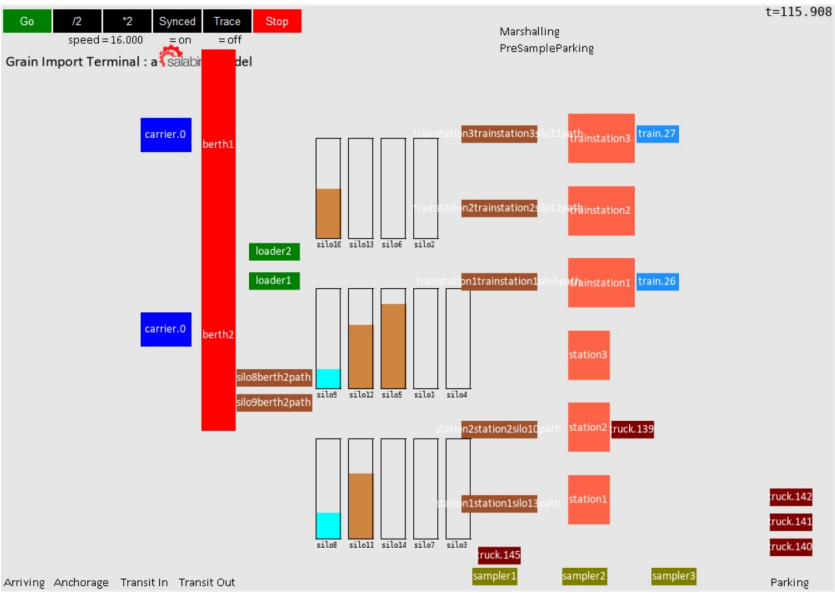 t=115.908
Go /2 *2 Synced Trace Stop
speed=16.000 =on =off
Grain Import Terminal : a salabim model
Marshalling
PreSampleParking
carrier.0
berth1
trainstation3trainstation3silo11path
trainstation3
train.27
trainstation2trainstation2silo12path
trainstation2
silo10 silo13 silo6 silo2
loader2
loader1
trainstation1trainstation1silo5path
trainstation1
train.26
carrier.0
berth2
station3
silo8berth2path
silo9berth2path
silo9 silo12 silo5 silo1 silo4
station2station2silo10path
station2
truck.139
station1station1silo13path
station1
truck.142
truck.141
truck.140
silo8 silo11 silo14 silo7 silo3
truck.145
sampler1 sampler2 sampler3
Arriving Anchorage Transit In Transit Out
Parking